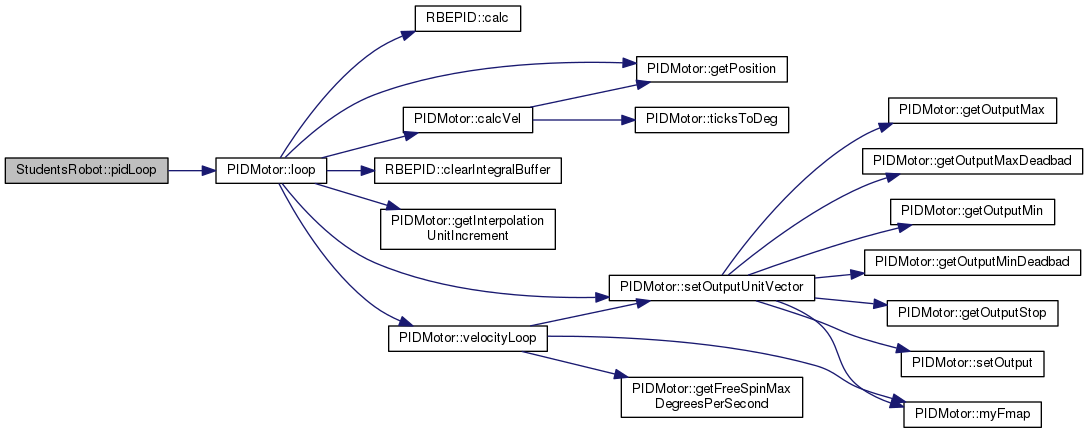 RBEPID::calc
PIDMotor::getPosition
PIDMotor::calcVel
PIDMotor::ticksToDeg
PIDMotor::getOutputMax
PIDMotor::getOutputMaxDeadbad
StudentsRobot::pidLoop
PIDMotor::loop
RBEPID::clearIntegralBuffer
PIDMotor::getInterpolation
UnitIncrement
PIDMotor::getOutputMin
PIDMotor::getOutputMinDeadbad
PIDMotor::setOutputUnitVector
PIDMotor::getOutputStop
PIDMotor::velocityLoop
PIDMotor::setOutput
PIDMotor::getFreeSpinMax
DegreesPerSecond
PIDMotor::myFmap